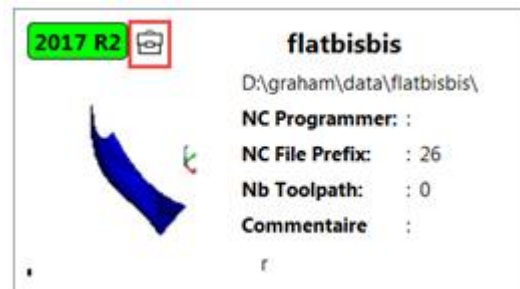 2017 R2
flatbisbis
D:\graham\data\flatbisbis\
NC Programmer: :
NC File Prefix: : 26
Nb Toolpath: : 0
Commentaire :
r